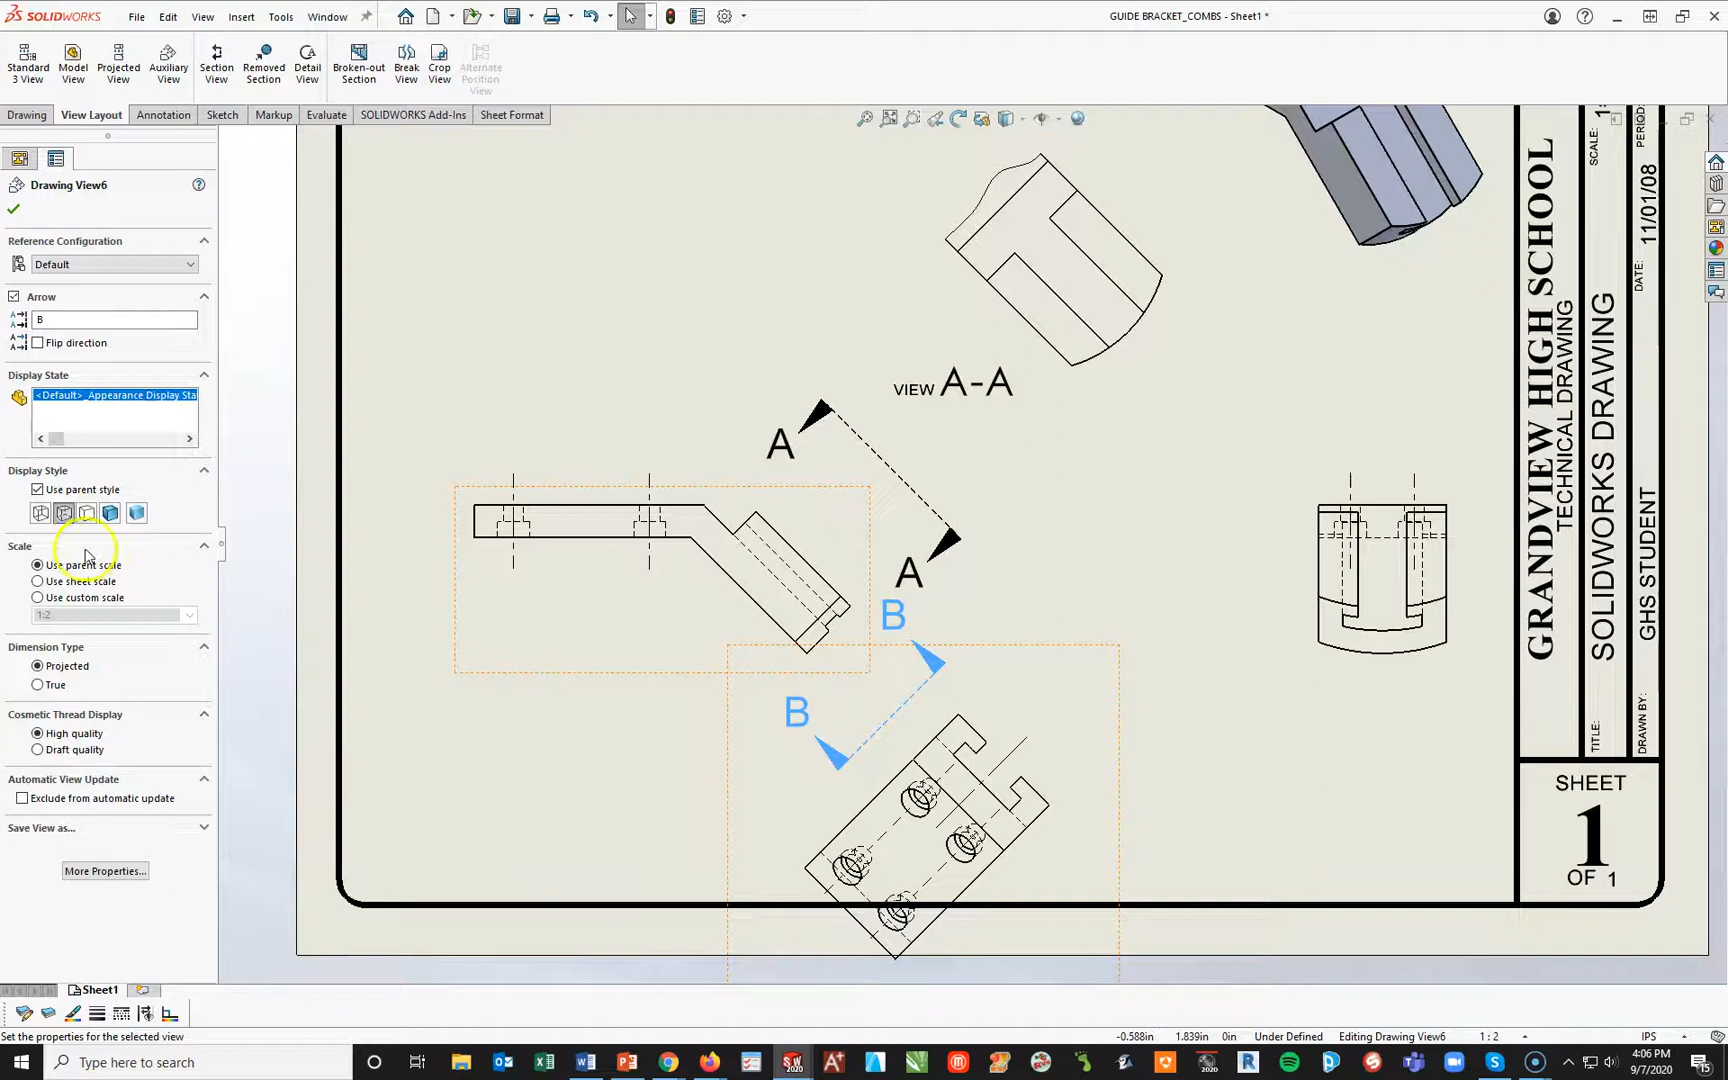 SOLIDWORKS File Edit View Insert Tools Window
GUIDE BRACKET_COMBS - Sheet1 *
Standard 3 View
Model View
Projected View
Auxiliary View
Section View
Removed Section
Detail View
Broken-out Section
Break View
Crop View
Alternate Position View
Drawing View Layout Annotation Sketch Markup Evaluate SOLIDWORKS Add-Ins Sheet Format
Drawing View6
Reference Configuration
Default
Arrow
B
Flip direction
Display State
<Default>_Appearance Display Sta
Display Style
Use parent style
Scale
Use parent scale
Use sheet scale
Use custom scale
1:2
Dimension Type
Projected
True
Cosmetic Thread Display
High quality
Draft quality
Automatic View Update
Exclude from automatic update
Save View as...
More Properties...
VIEW A-A
A
A
B
B
GRANDVIEW HIGH SCHOOL
TECHNICAL DRAWING
SCALE:
TITLE: SOLIDWORKS DRAWING
PERIOD:
DATE: 11/01/08
DRAWN BY: GHS STUDENT
SHEET
1
OF 1
Sheet1
Set the properties for the selected view
-0.588in 1.839in Under Defined Editing Drawing View6 1 : 2 IPS
Type here to search
4:06 PM
9/7/2020